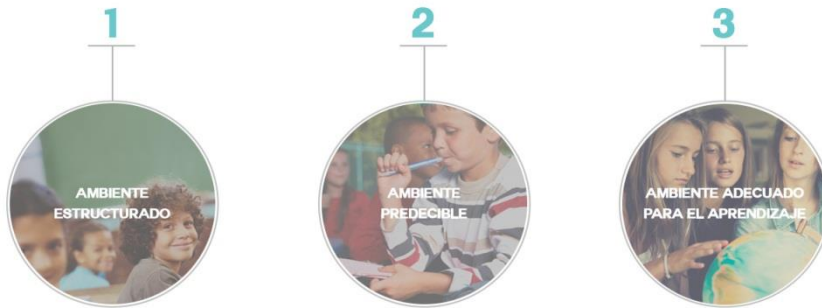 1
2
3
AMBIENTE
ESTRUCTURADO
AMBIENTE
PREDECIBLE
AMBIENTE ADECUADO
PARA EL APRENDIZAJE